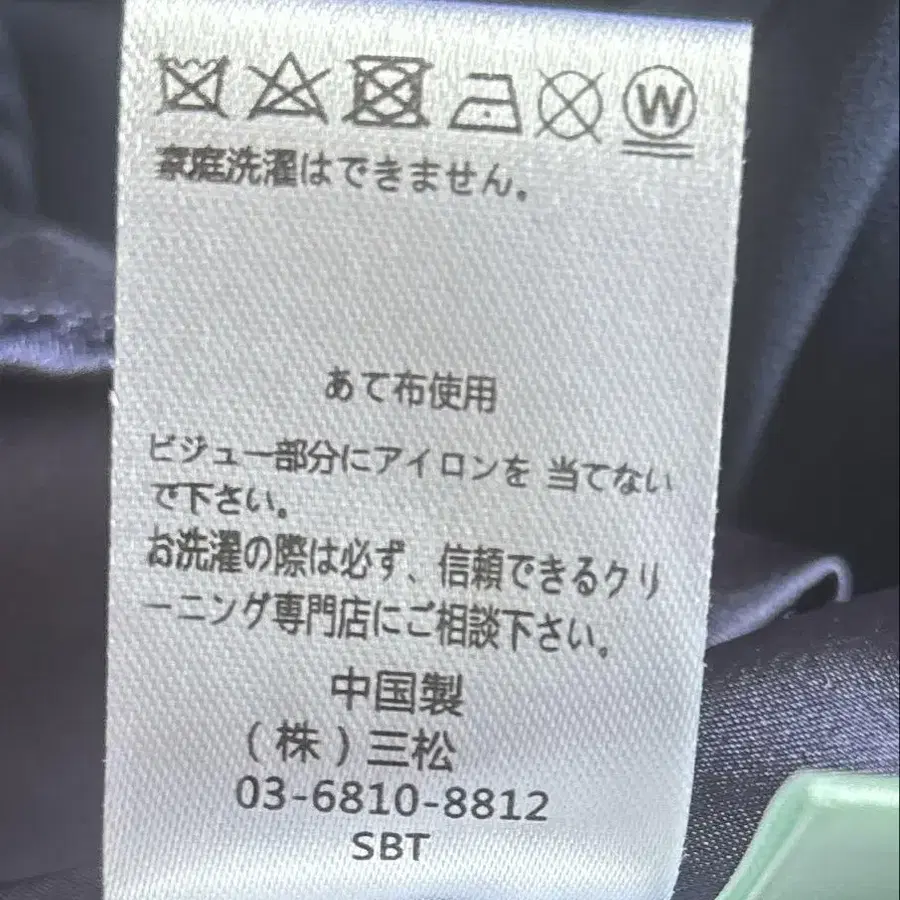 W
家庭洗濯はできません。
あて布使用
ビジュー部分にアイロンを 当てない
で下さい。
お洗濯の際は必ず、信頼できるクリ
ーニング専門店にご相談下さい。
中国製
(株)三松
03-6810-8812
SBT